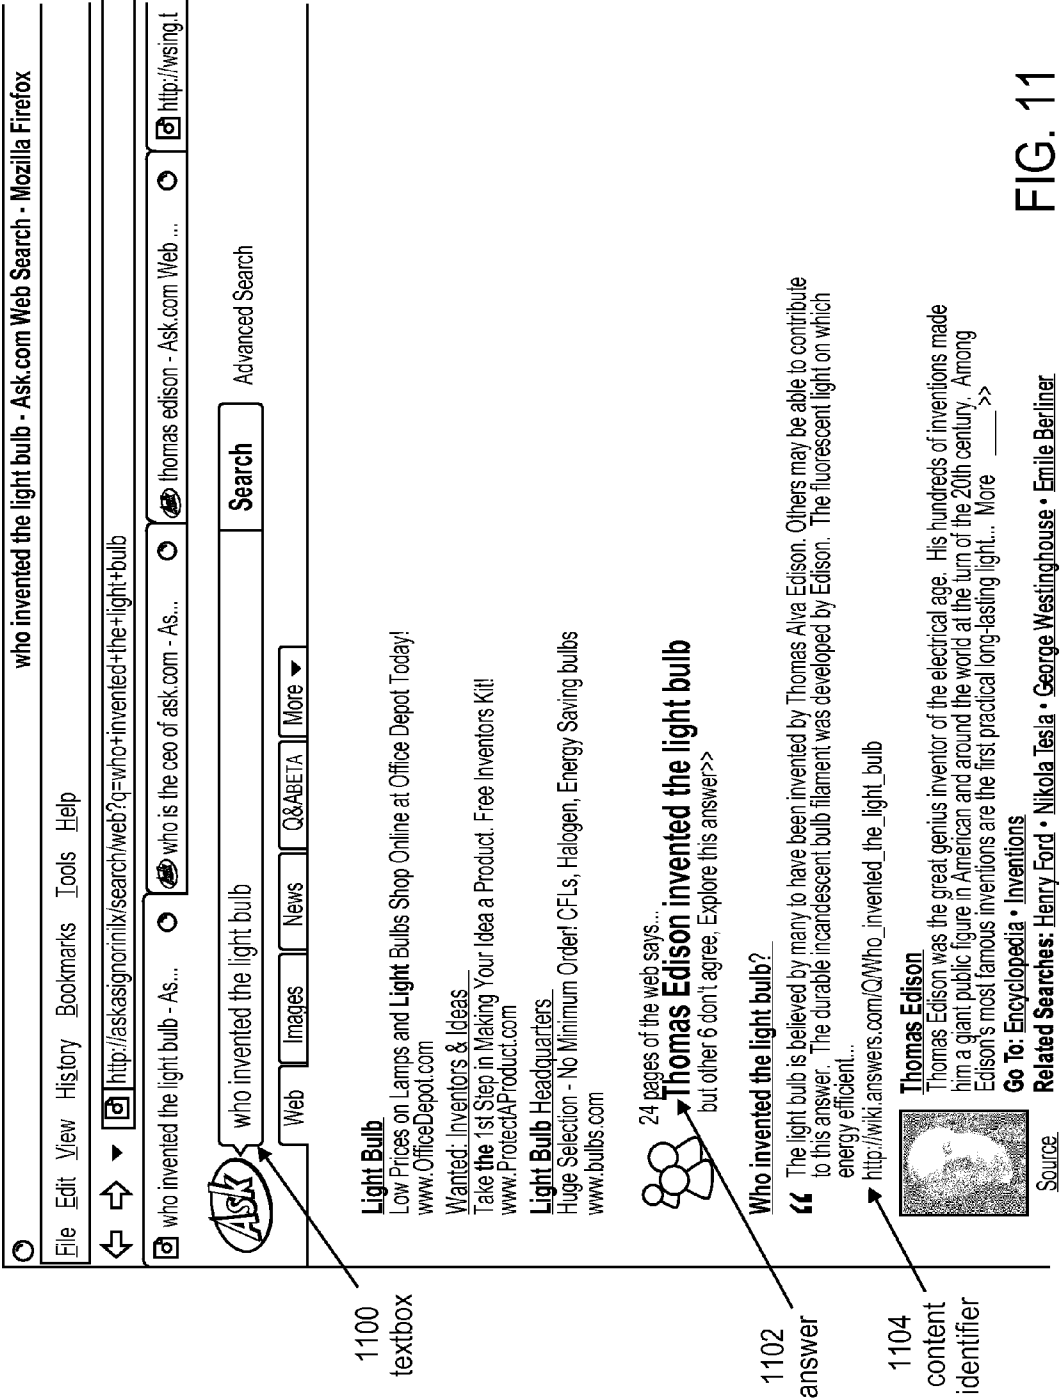 who invented the light bulb - Ask.com Web Search - Mozilla Firefox
File Edit View History Bookmarks Tools Help
http://askasignorinilx/search/web?q=who+invented+the+light+bulb
who invented the light bulb - As...
Ask who is the ceo of ask.com - As...
Ask thomas edison - Ask.com Web ...
http://wsing.t
Ask
who invented the light bulb
Search
Advanced Search
Web
Images
News
Q&ABETA
More
1100
textbox
Light Bulb
Low Prices on Lamps and Light Bulbs Shop Online at Office Depot Today!
www.OfficeDepot.com
Wanted: Inventors & Ideas
Take the 1st Step in Making Your Idea a Product. Free Inventors Kit!
www.ProtectAProduct.com
Light Bulb Headquarters
Huge Selection - No Minimum Order! CFLs, Halogen, Energy Saving bulbs
www.bulbs.com
24 pages of the web says...
Thomas Edison invented the light bulb
but other 6 don't agree, Explore this answer>>
1102
answer
Who invented the light bulb?
“ The light bulb is believed by many to have been invented by Thomas Alva Edison. Others may be able to contribute
to this answer. The durable incandescent bulb filament was developed by Edison. The fluorescent light on which
energy efficient...
http://wiki.answers.com/Q/Who_invented_the_light_bulb
1104
content
identifier
Thomas Edison
Thomas Edison was the great genius inventor of the electrical age. His hundreds of inventions made
him a giant public figure in American and around the world at the turn of the 20th century, Among
Edison's most famous inventions are the first practical long-lasting light... More >>
Go To: Encyclopedia • Inventions
Source
Related Searches: Henry Ford • Nikola Tesla • George Westinghouse • Emile Berliner
FIG. 11